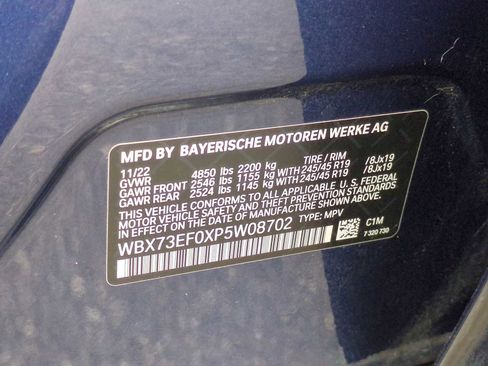 MFD BY BAYERISCHE MOTOREN WERKE AG
11/22 4850 lbs 2200 kg TIRE / RIM
GVWR
GAWR FRONT 2546 lbs 1155 kg WITH 245/45 R19 /8Jx19
GAWR REAR 2524 lbs 1145 kg WITH 245/45 R19 /8Jx19
THIS VEHICLE CONFORMS TO ALL APPLICABLE U.S. FEDERAL
MOTOR VEHICLE SAFETY, BUMPER AND THEFT PREVENTION STANDARDS
IN EFFECT ON THE DATE OF MANUFACTURE SHOWN ABOVE.
WBX73EF0XP5W08702 TYPE: MPV
C1M
7 320 730